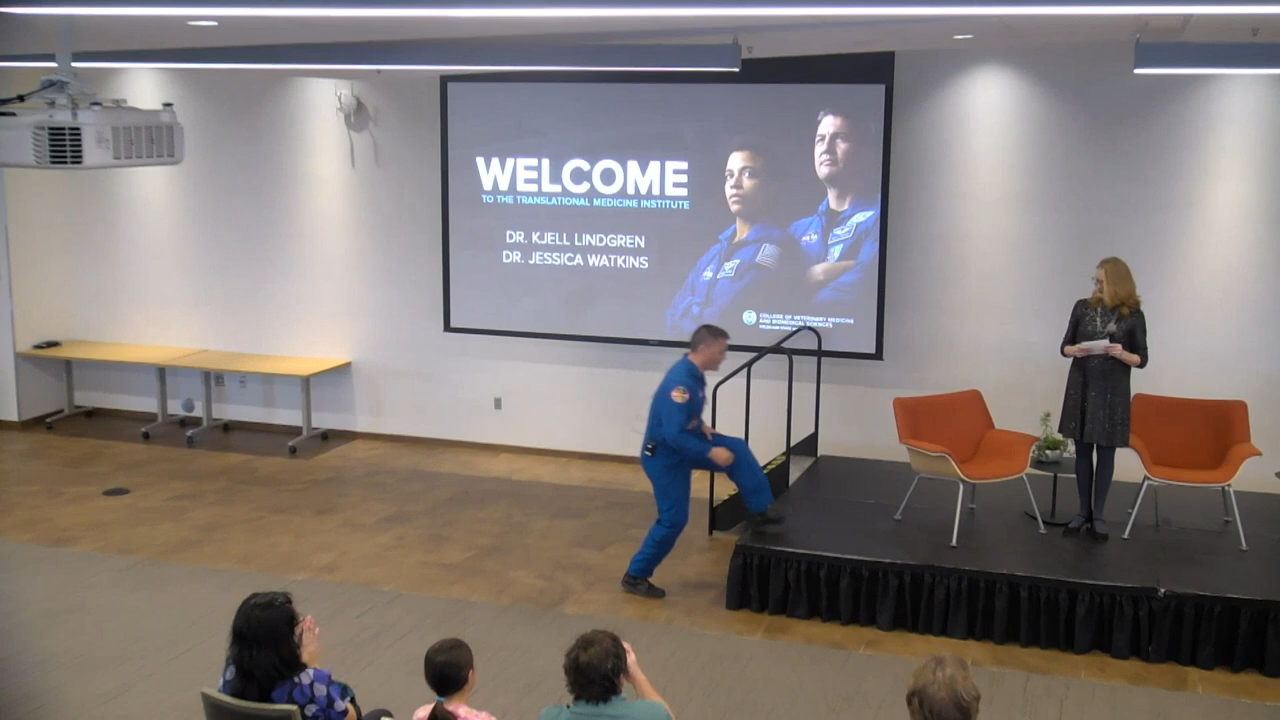 WELCOME
TO THE TRANSLATIONAL MEDICINE INSTITUTE
DR. KJELL LINDGREN
DR. JESSICA WATKINS
COLLEGE OF VETERINARY MEDICINE
AND BIOMEDICAL SCIENCES